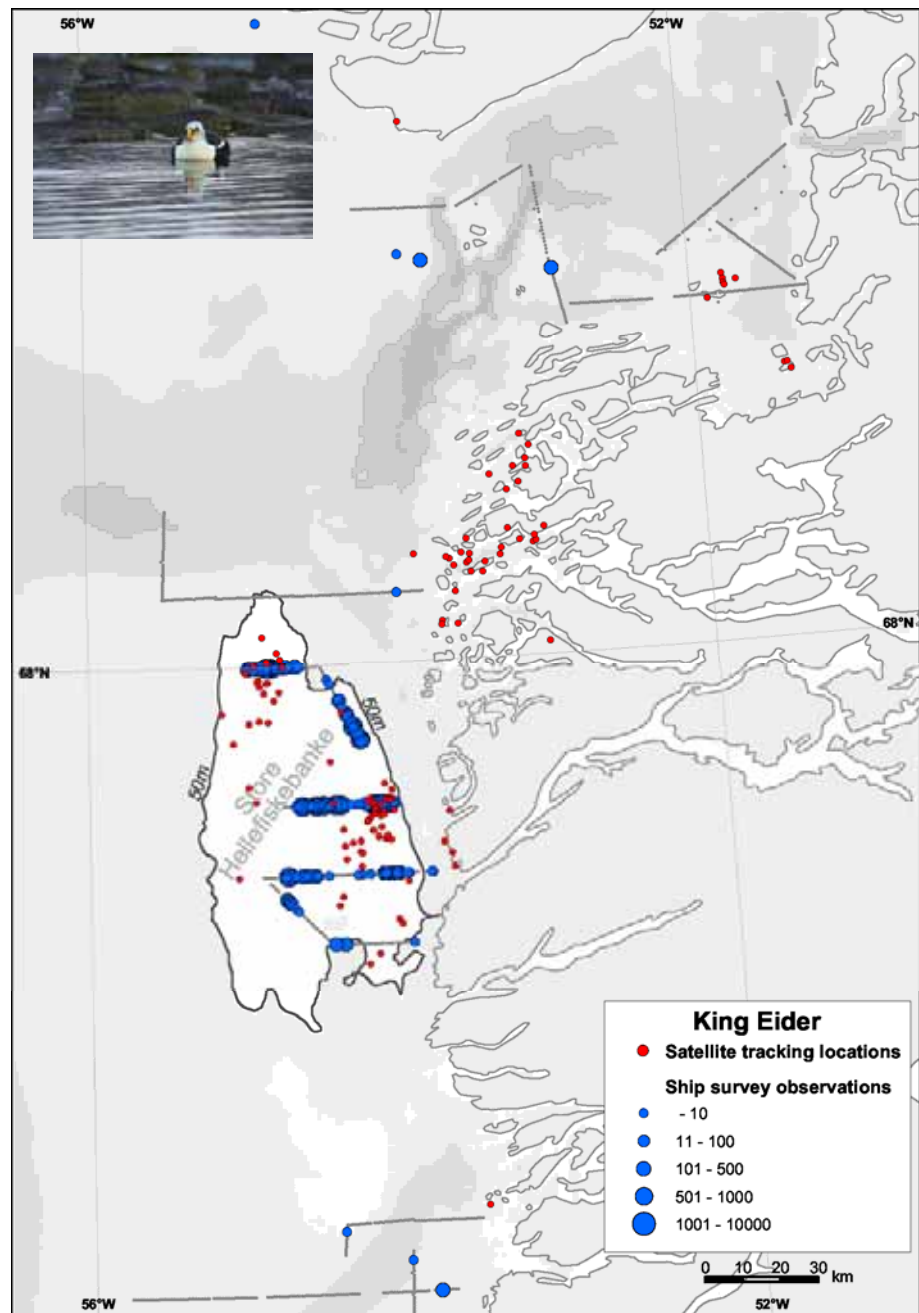 56°W
52°W
68°N
68°N
50m
50m
Store
Hellefiskebanke
King Eider
Satellite tracking locations
Ship survey observations
- 10
11 - 100
101 - 500
501 - 1000
1001 - 10000
0 10 20 30
km
56°W
52°W